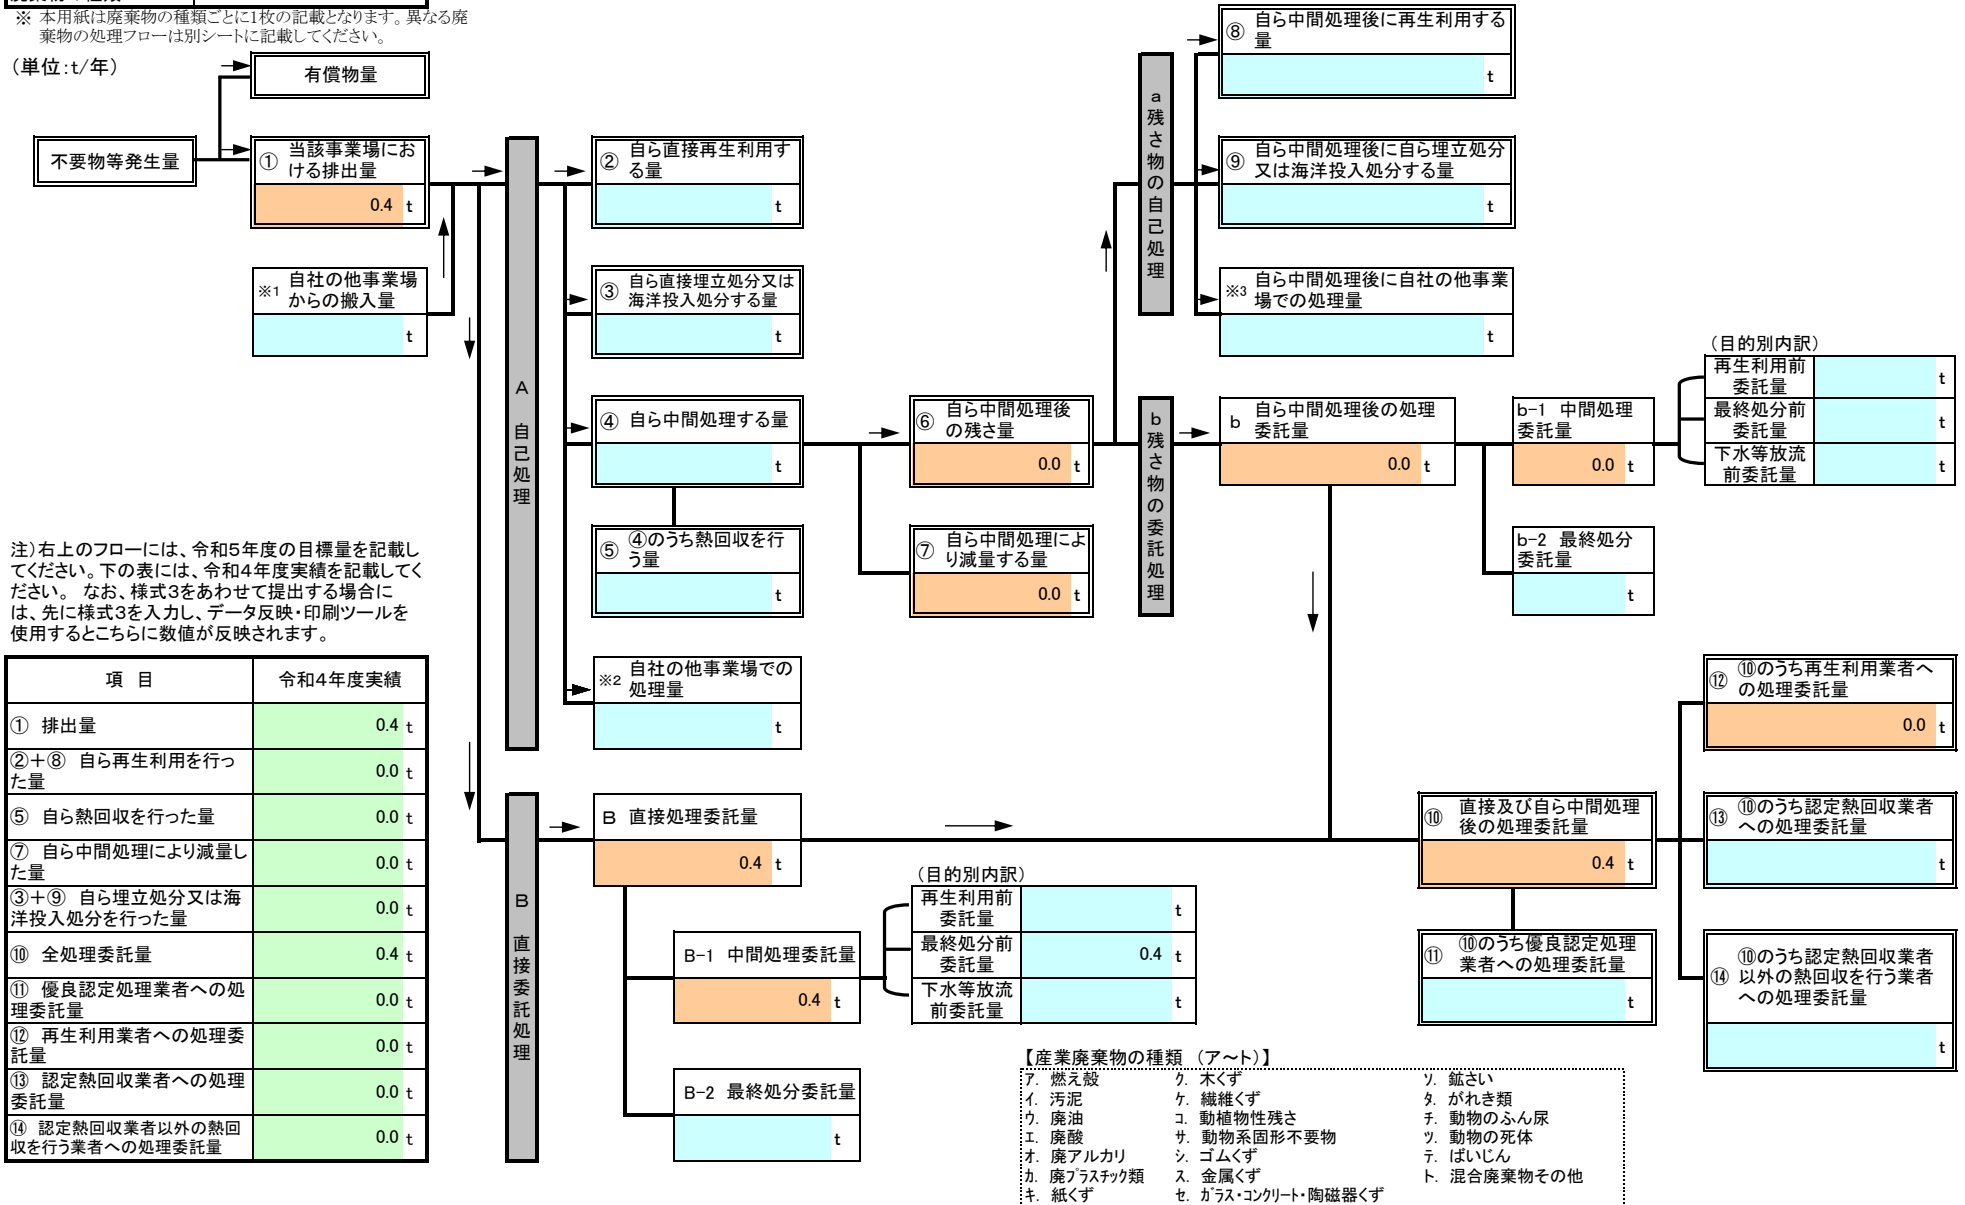 ※ 本用紙は廃棄物の種類ごとに1枚の記載となります。異なる廃
棄物の処理フローは別シートに記載してください。
（単位:t/年）
有償物量
不要物等発生量
① 当該事業場にお
ける排出量
0.4 t
※1 自社の他事業場
からの搬入量
t
A 自己処理
② 自ら直接再生利用す
る量
t
③ 自ら直接埋立処分又は
海洋投入処分する量
t
④ 自ら中間処理する量
t
⑤ ④のうち熱回収を行
う量
t
※2 自社の他事業場での
処理量
t
⑥ 自ら中間処理後
の残さ量
0.0 t
⑦ 自ら中間処理によ
り減量する量
0.0 t
a 残さ物の自己処理
⑧ 自ら中間処理後に再生利用する
量
t
⑨ 自ら中間処理後に自ら埋立処分
又は海洋投入処分する量
t
※3 自ら中間処理後に自社の他事業
場での処理量
t
b 残さ物の委託処理
b 自ら中間処理後の処理
委託量
0.0 t
b-1 中間処理
委託量
0.0 t
b-2 最終処分
委託量
t
（目的別内訳）
再生利用前
委託量
t
最終処分前
委託量
t
下水等放流
前委託量
t
注）右上のフローには、令和5年度の目標量を記載し
てください。下の表には、令和4年度実績を記載してく
ださい。 なお、様式3をあわせて提出する場合に
は、先に様式3を入力し、データ反映・印刷ツールを
使用するとこちらに数値が反映されます。
項 目 令和4年度実績
① 排出量 0.4 t
②＋⑧ 自ら再生利用を行っ
た量 0.0 t
⑤ 自ら熱回収を行った量 0.0 t
⑦ 自ら中間処理により減量し
た量 0.0 t
③＋⑨ 自ら埋立処分又は海
洋投入処分を行った量 0.0 t
⑩ 全処理委託量 0.4 t
⑪ 優良認定処理業者への処
理委託量 0.0 t
⑫ 再生利用業者への処理委
託量 0.0 t
⑬ 認定熱回収業者への処理
委託量 0.0 t
⑭ 認定熱回収業者以外の熱回
収を行う業者への処理委託量 0.0 t
B 直接委託処理
B 直接処理委託量
0.4 t
B-1 中間処理委託量
0.4 t
B-2 最終処分委託量
t
（目的別内訳）
再生利用前
委託量
t
最終処分前
委託量
0.4 t
下水等放流
前委託量
t
⑩ 直接及び自ら中間処理
後の処理委託量
0.4 t
⑪ ⑩のうち優良認定処理
業者への処理委託量
t
⑫ ⑩のうち再生利用業者へ
の処理委託量
0.0 t
⑬ ⑩のうち認定熱回収業者
への処理委託量
t
⑭ ⑩のうち認定熱回収業者
以外の熱回収を行う業者
への処理委託量
t
【産業廃棄物の種類 （ア～ト）】
ア. 燃え殻 ク. 木くず ソ. 鉱さい
イ. 汚泥 ケ. 繊維くず タ. がれき類
ウ. 廃油 コ. 動植物性残さ チ. 動物のふん尿
エ. 廃酸 サ. 動物系固形不要物 ツ. 動物の死体
オ. 廃アルカリ シ. ゴムくず テ. ばいじん
カ. 廃プラスチック類 ス. 金属くず ト. 混合廃棄物その他
キ. 紙くず セ. ガラス・コンクリート・陶磁器くず